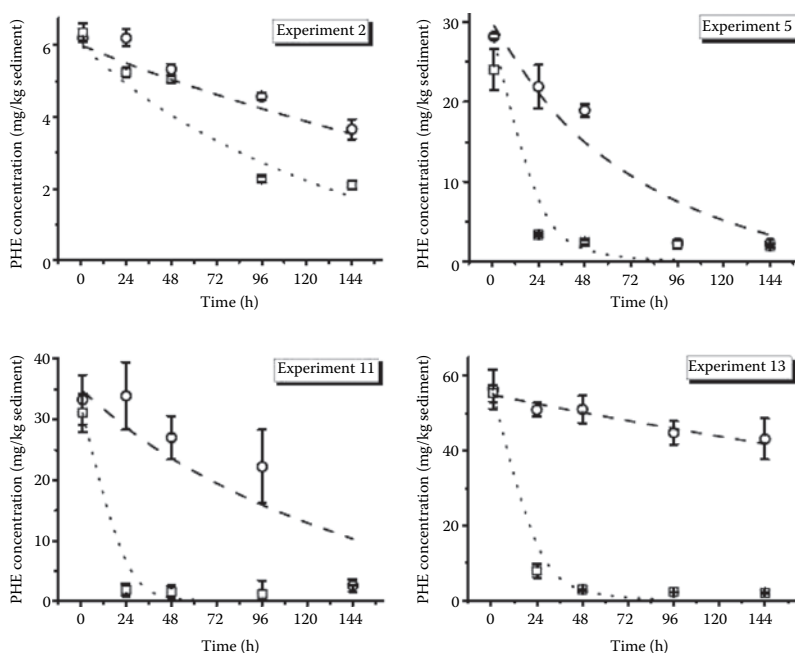 Experiment 2
PHE concentration (mg/kg sediment)
6
4
2
0
0 24 48 72 96 120 144
Time (h)
Experiment 5
PHE concentration (mg/kg sediment)
30
20
10
0
0 24 48 72 96 120 144
Time (h)
Experiment 11
PHE concentration (mg/kg sediment)
40
30
20
10
0
0 24 48 72 96 120 144
Time (h)
Experiment 13
PHE concentration (mg/kg sediment)
60
40
20
0
0 24 48 72 96 120 144
Time (h)